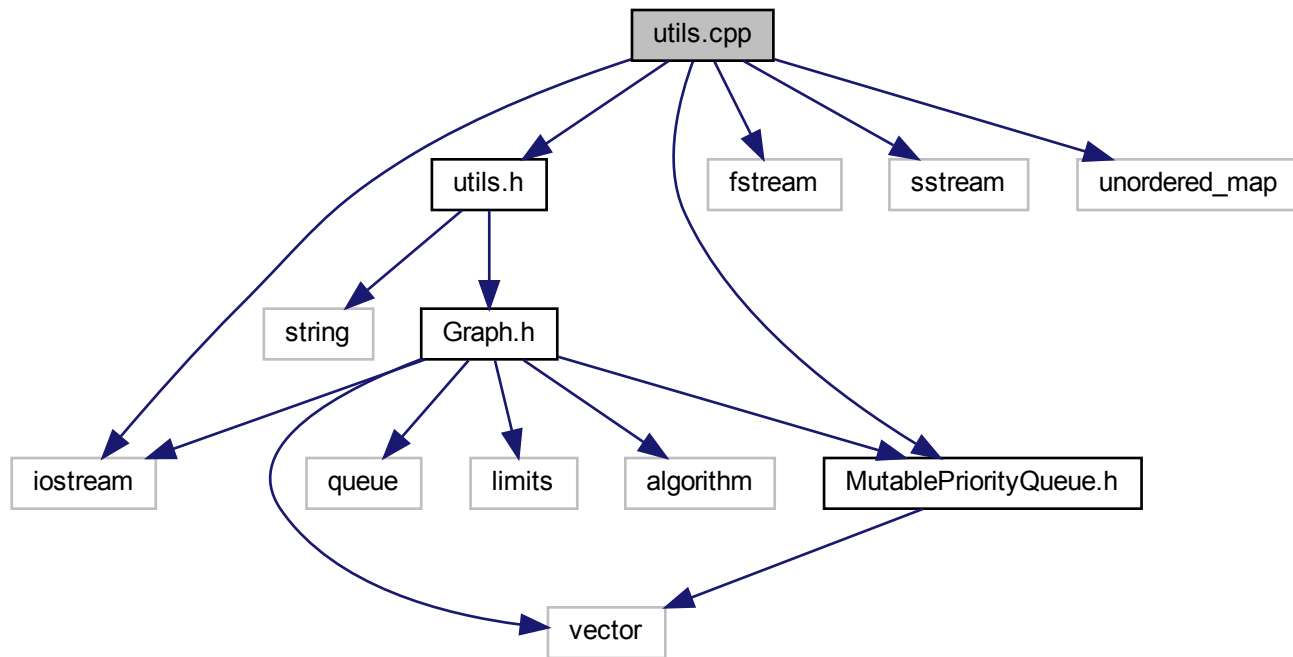 utils.cpp
utils.h
fstream
sstream
unordered_map
string
Graph.h
iostream
queue
limits
algorithm
MutablePriorityQueue.h
vector